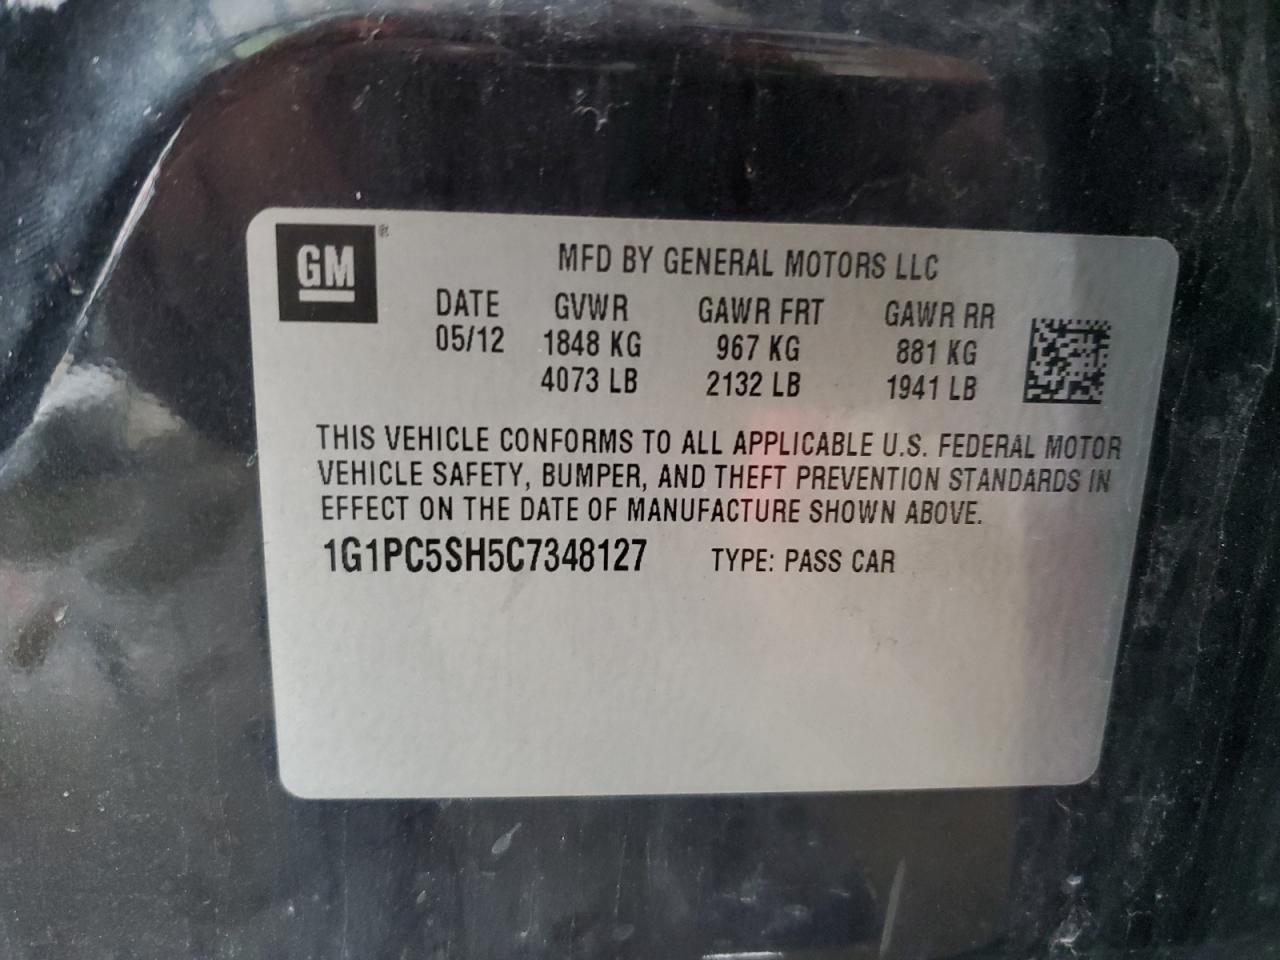 GM ®
MFD BY GENERAL MOTORS LLC
DATE GVWR GAWR FRT GAWR RR
05/12 1848 KG 967 KG 881 KG
4073 LB 2132 LB 1941 LB
THIS VEHICLE CONFORMS TO ALL APPLICABLE U.S. FEDERAL MOTOR
VEHICLE SAFETY, BUMPER, AND THEFT PREVENTION STANDARDS IN
EFFECT ON THE DATE OF MANUFACTURE SHOWN ABOVE.
1G1PC5SH5C7348127 TYPE: PASS CAR